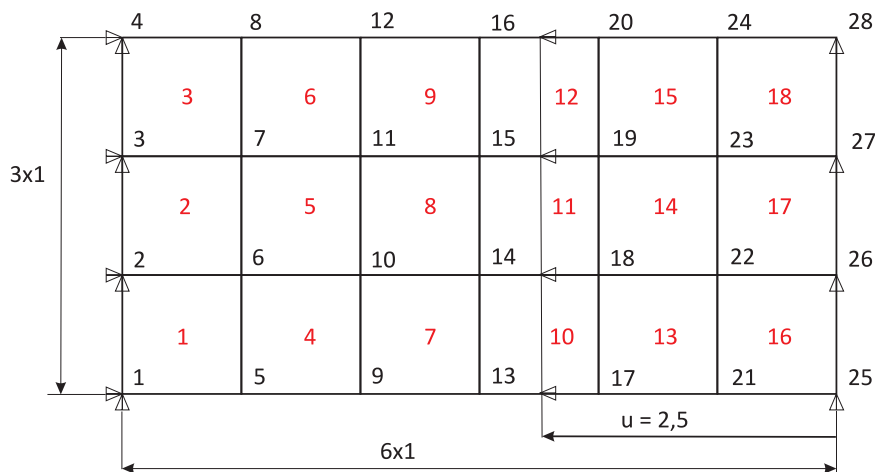 4 8 12 16 20 24 28
3 6 9 12 15 18
3 7 11 15 19 23 27
3x1
2 5 8 11 14 17
2 6 10 14 18 22 26
1 4 7 10 13 16
1 5 9 13 17 21 25
u = 2,5
6x1